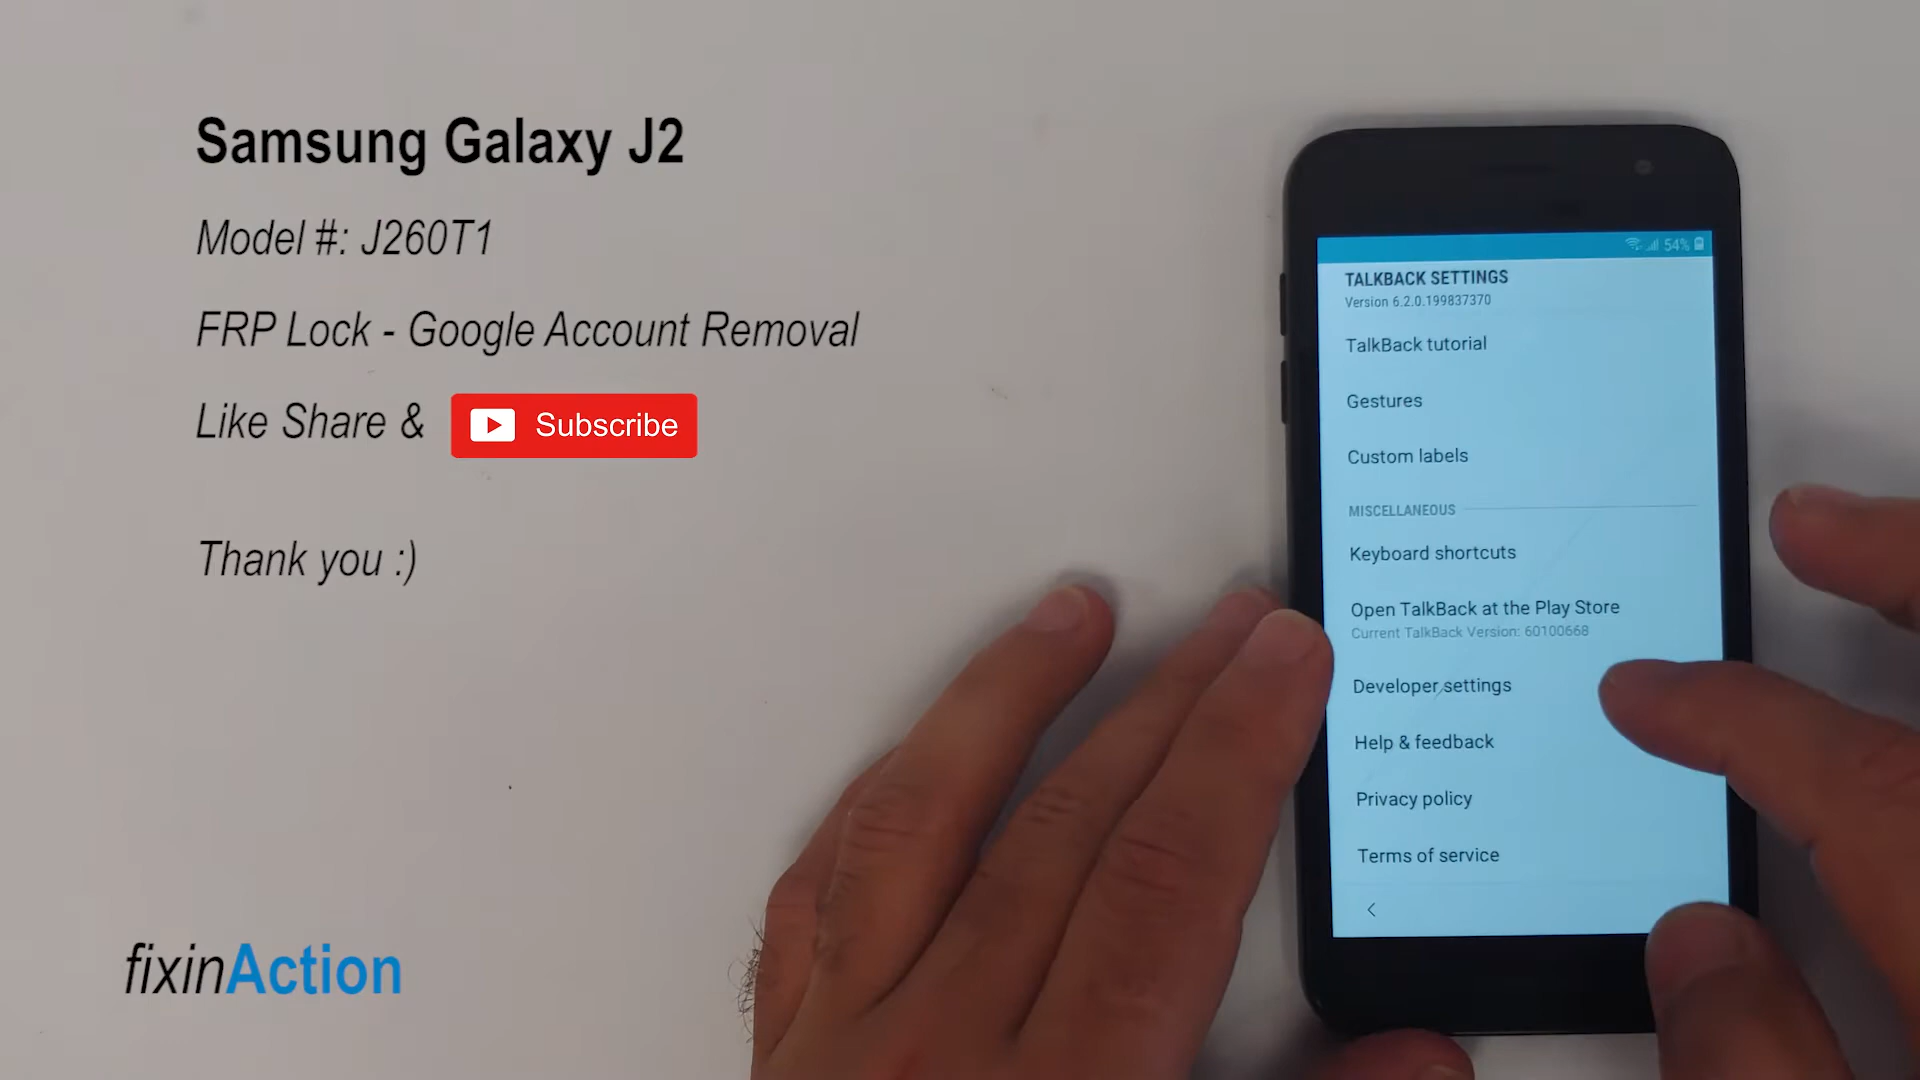 Samsung Galaxy J2
Model #: J260T1
FRP Lock - Google Account Removal
Like Share & Subscribe
Thank you :)
fixinAction
54%
TALKBACK SETTINGS
Version 6.2.0.199837370
TalkBack tutorial
Gestures
Custom labels
MISCELLANEOUS
Keyboard shortcuts
Open TalkBack at the Play Store
Current TalkBack Version: 60100668
Developer settings
Help & feedback
Privacy policy
Terms of service